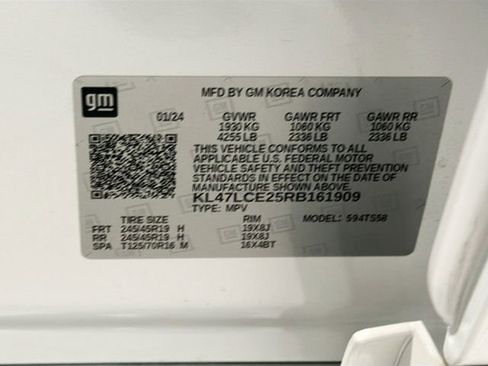 gm
MFD BY GM KOREA COMPANY
01/24 GVWR GAWR FRT GAWR RR
1930 KG 1060 KG 1060 KG
4255 LB 2336 LB 2336 LB
THIS VEHICLE CONFORMS TO ALL
APPLICABLE U.S. FEDERAL MOTOR
VEHICLE SAFETY AND THEFT PREVENTION
STANDARDS IN EFFECT ON THE DATE OF
MANUFACTURE SHOWN ABOVE.
KL47LCE25RB161909
TYPE: MPV
TIRE SIZE RIM MODEL: 594TS58
FRT 245/45R19 H 19X8J
RR 245/45R19 H 19X8J
SPA T125/70R16 M 16X4BT